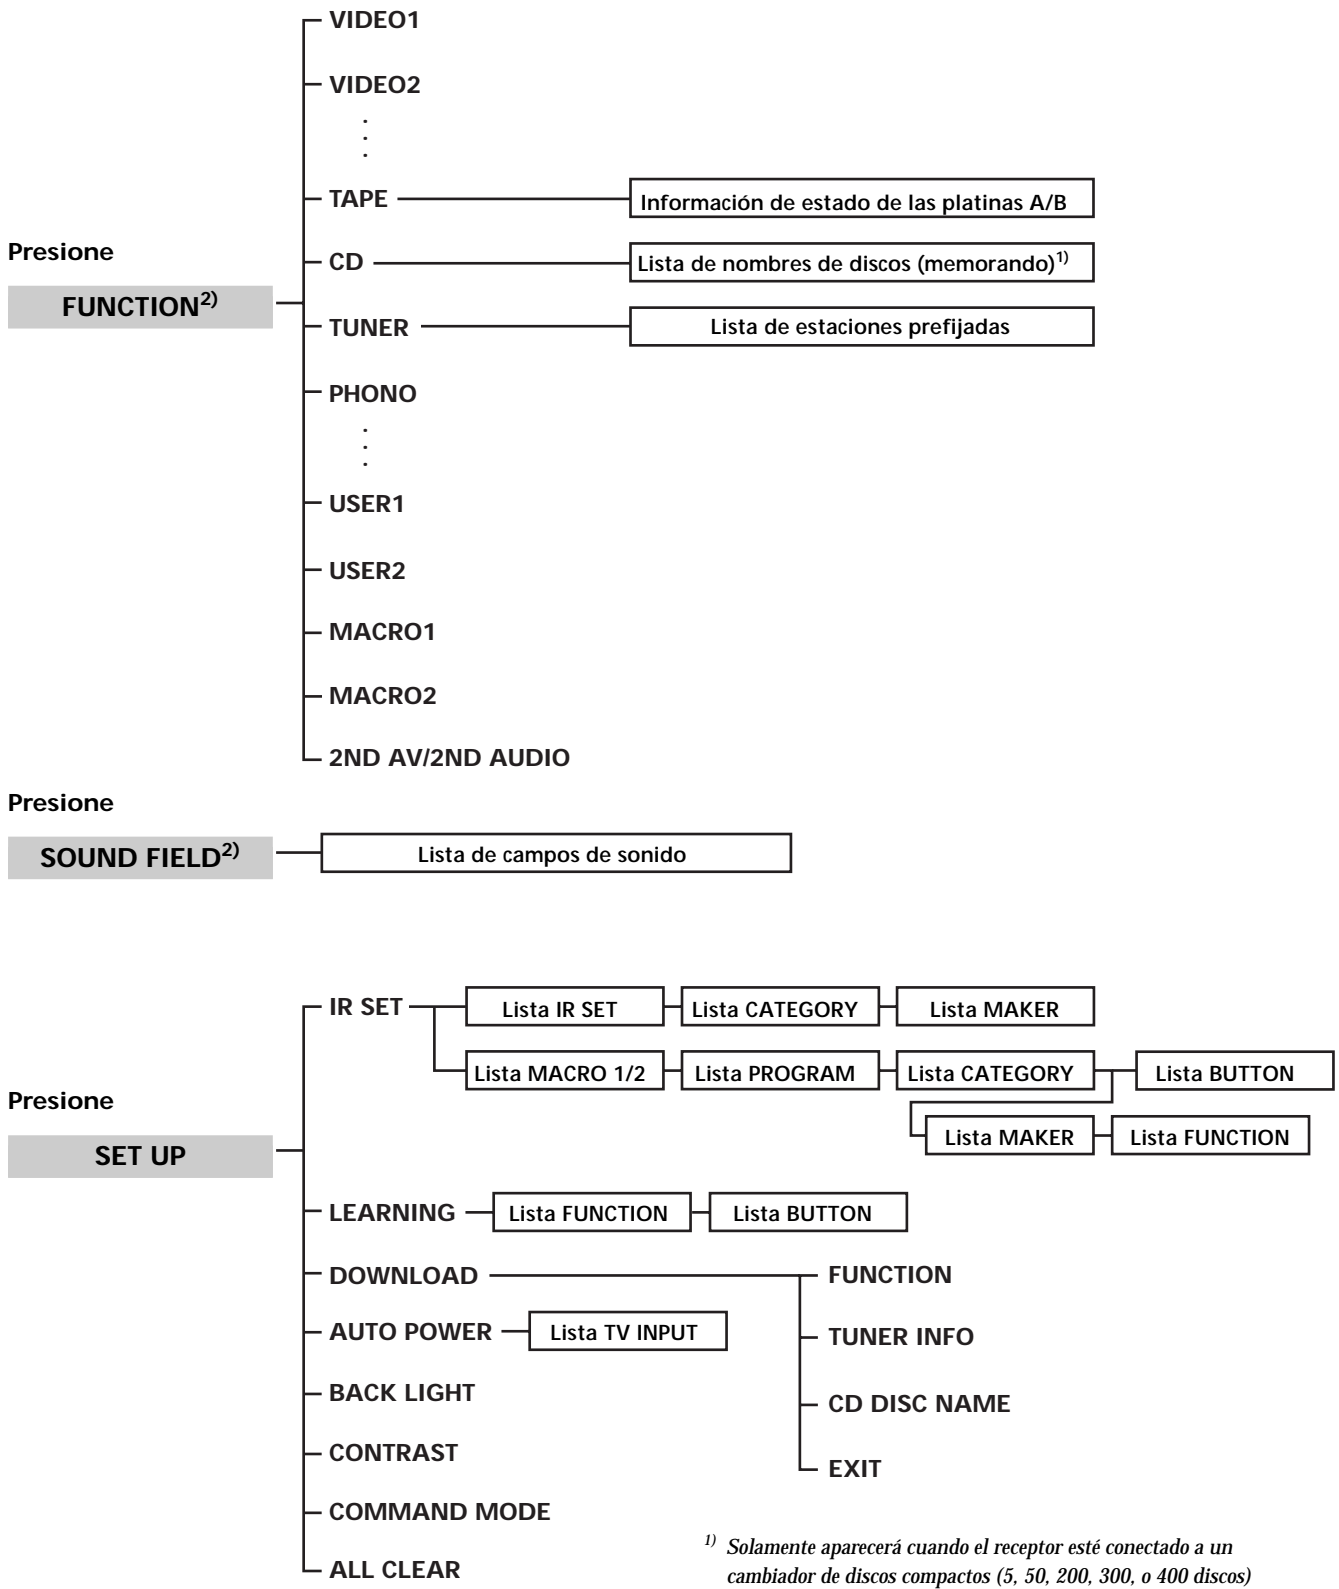 VIDEO1
VIDEO2
.
.
.
TAPE
Información de estado de las platinas A/B
Presione
CD
Lista de nombres de discos (memorando)1)
FUNCTION2)
TUNER
Lista de estaciones prefijadas
PHONO
.
.
.
USER1
USER2
MACRO1
MACRO2
2ND AV/2ND AUDIO
Presione
SOUND FIELD2)
Lista de campos de sonido
IR SET
Lista IR SET
Lista CATEGORY
Lista MAKER
Lista MACRO 1/2
Lista PROGRAM
Lista CATEGORY
Lista BUTTON
Presione
Lista MAKER
Lista FUNCTION
SET UP
LEARNING
Lista FUNCTION
Lista BUTTON
DOWNLOAD
FUNCTION
AUTO POWER
Lista TV INPUT
TUNER INFO
BACK LIGHT
CD DISC NAME
CONTRAST
EXIT
COMMAND MODE
ALL CLEAR
1) Solamente aparecerá cuando el receptor esté conectado a un
cambiador de discos compactos (5, 50, 200, 300, o 400 discos)